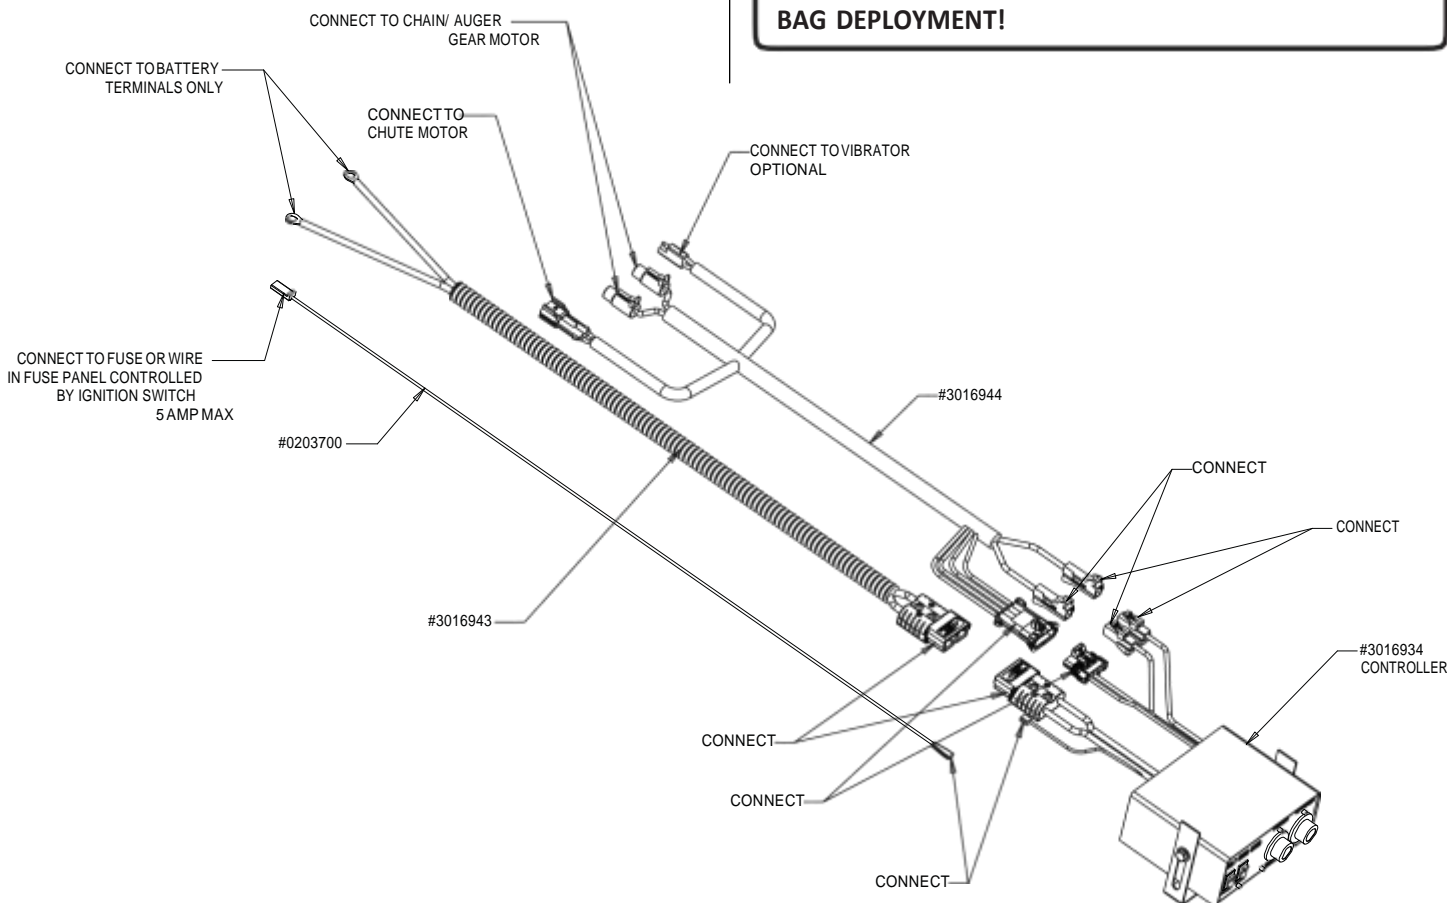 BAG DEPLOYMENT!
CONNECT TO CHAIN/ AUGER
GEAR MOTOR
CONNECT TO BATTERY
TERMINALS ONLY
CONNECT TO
CHUTE MOTOR
CONNECT TO VIBRATOR
OPTIONAL
CONNECT TO FUSE OR WIRE
IN FUSE PANEL CONTROLLED
BY IGNITION SWITCH
5 AMP MAX
#0203700
#3016944
#3016943
CONNECT
CONNECT
#3016934
CONTROLLER
CONNECT
CONNECT
CONNECT